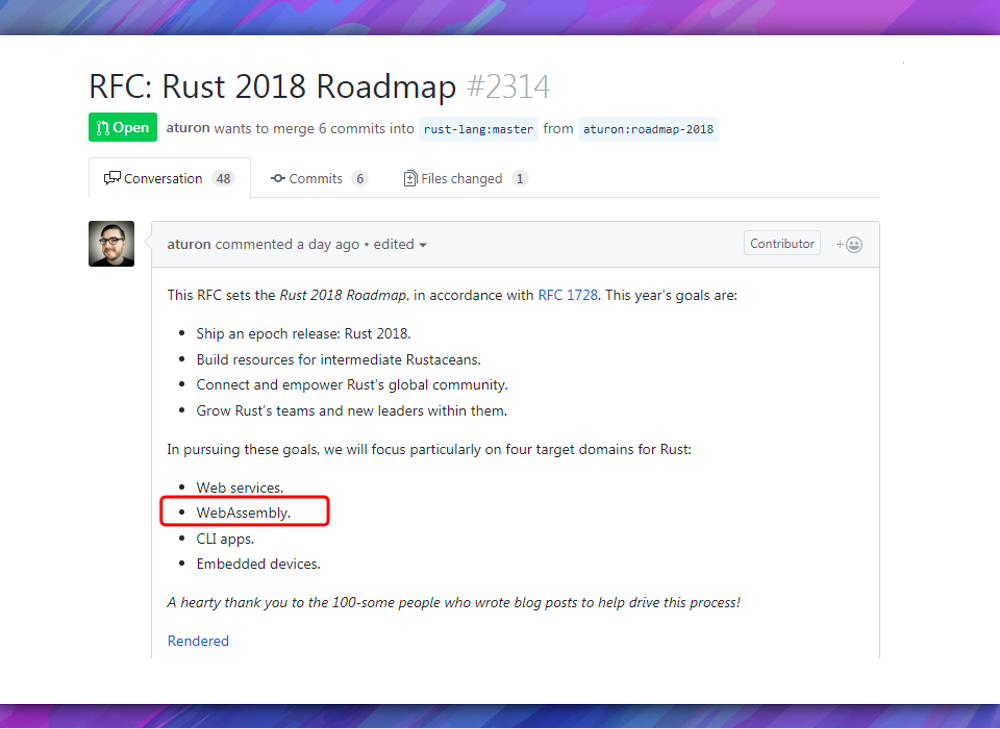 RFC: Rust 2018 Roadmap #2314
Open aturon wants to merge 6 commits into rust-lang:master from aturon:roadmap-2018
Conversation 48 Commits 6 Files changed 1
aturon commented a day ago • edited Contributor +
This RFC sets the Rust 2018 Roadmap, in accordance with RFC 1728. This year's goals are:
• Ship an epoch release: Rust 2018.
• Build resources for intermediate Rustaceans.
• Connect and empower Rust's global community.
• Grow Rust's teams and new leaders within them.
In pursuing these goals, we will focus particularly on four target domains for Rust:
• Web services.
• WebAssembly.
• CLI apps.
• Embedded devices.
A hearty thank you to the 100-some people who wrote blog posts to help drive this process!
Rendered